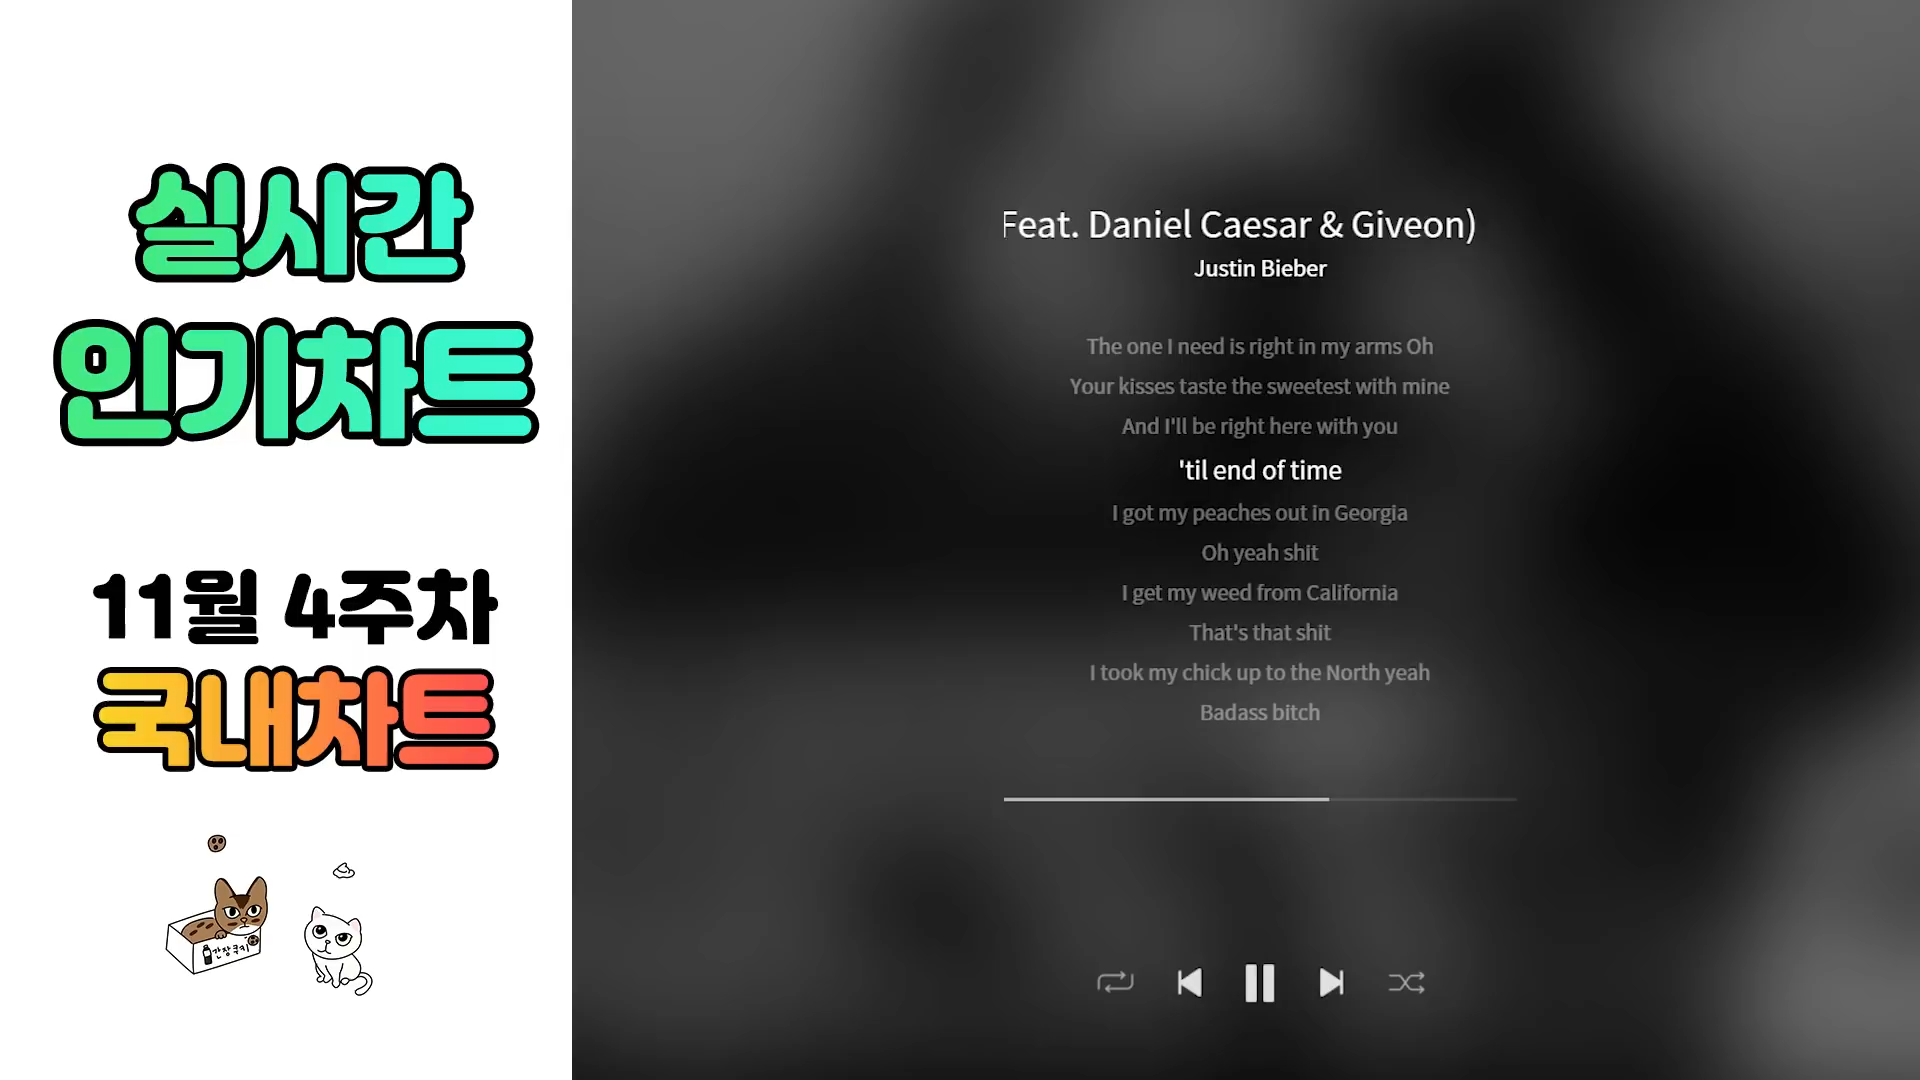 실시간
인기차트
11월 4주차
국내차트
간장쿡키
Feat. Daniel Caesar & Giveon)
Justin Bieber
The one I need is right in my arms Oh
Your kisses taste the sweetest with mine
And I'll be right here with you
'til end of time
I got my peaches out in Georgia
Oh yeah shit
I get my weed from California
That's that shit
I took my chick up to the North yeah
Badass bitch